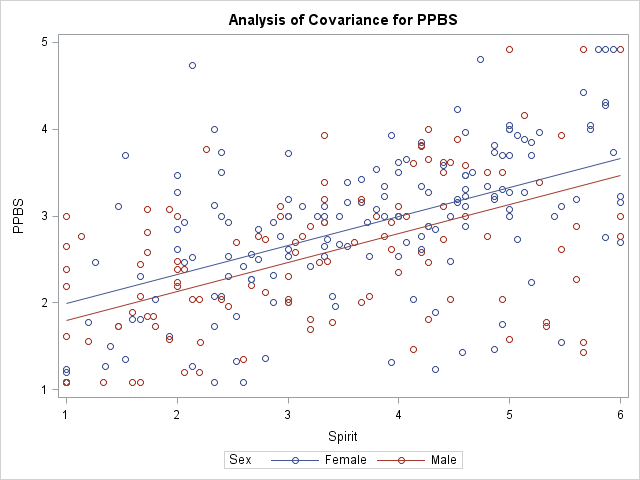 Analysis of Covariance for PPBS
5
4
3
2
1
PPBS
1 2 3 4 5 6
Spirit
Sex Female Male